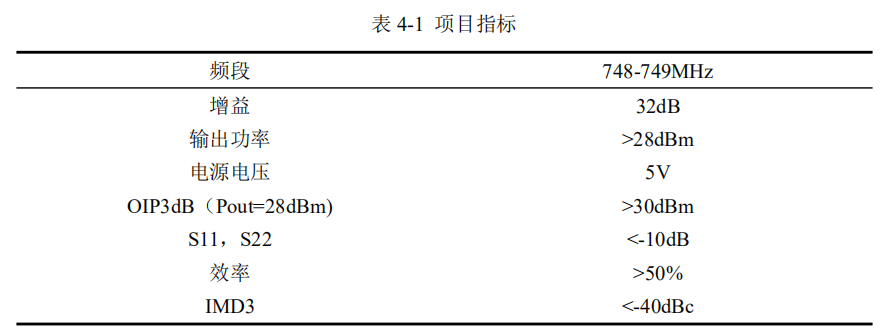 表 4-1 项目指标
频段 748-749MHz
增益 32dB
输出功率 >28dBm
电源电压 5V
OIP3dB（Pout=28dBm) >30dBm
S11，S22 <-10dB
效率 >50%
IMD3 <-40dBc